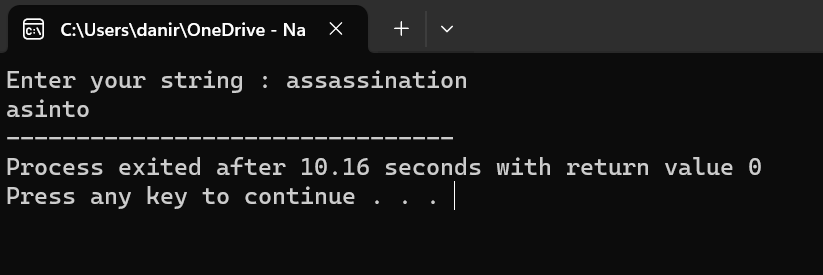 C:\Users\danir\OneDrive - Na
Enter your string : assassination
asinto
--------------------------------
Process exited after 10.16 seconds with return value 0
Press any key to continue . . .